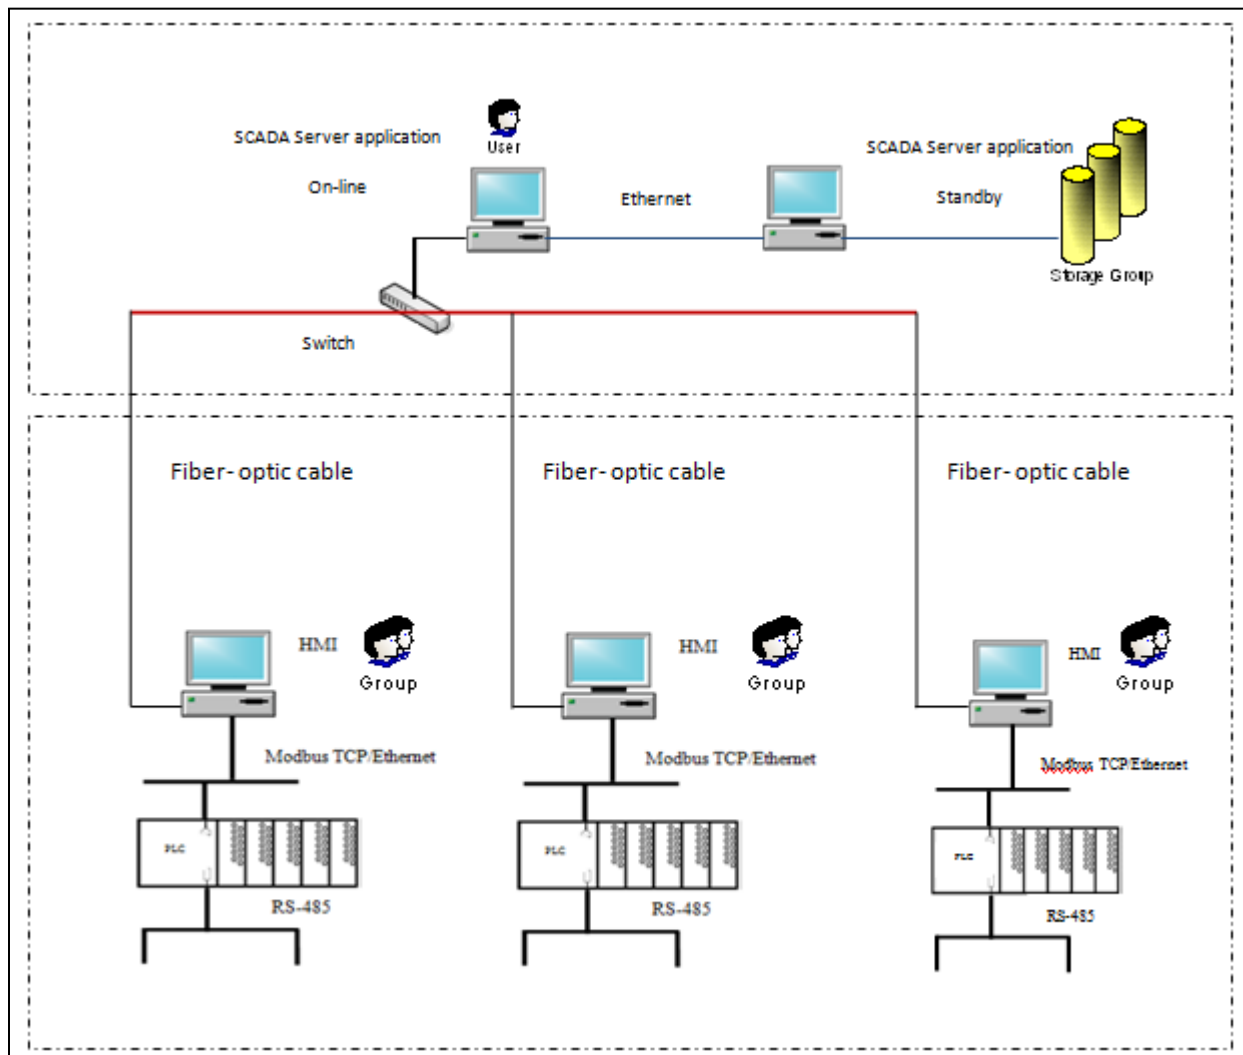 SCADA Server application
User
SCADA Server application
On-line
Ethernet
Standby
Storage Group
Switch
Fiber- optic cable
Fiber- optic cable
Fiber- optic cable
HMI
Group
HMI
Group
HMI
Group
Modbus TCP/Ethernet
Modbus TCP/Ethernet
Modbus TCP/Ethernet
PLC
PLC
PLC
RS-485
RS-485
RS-485